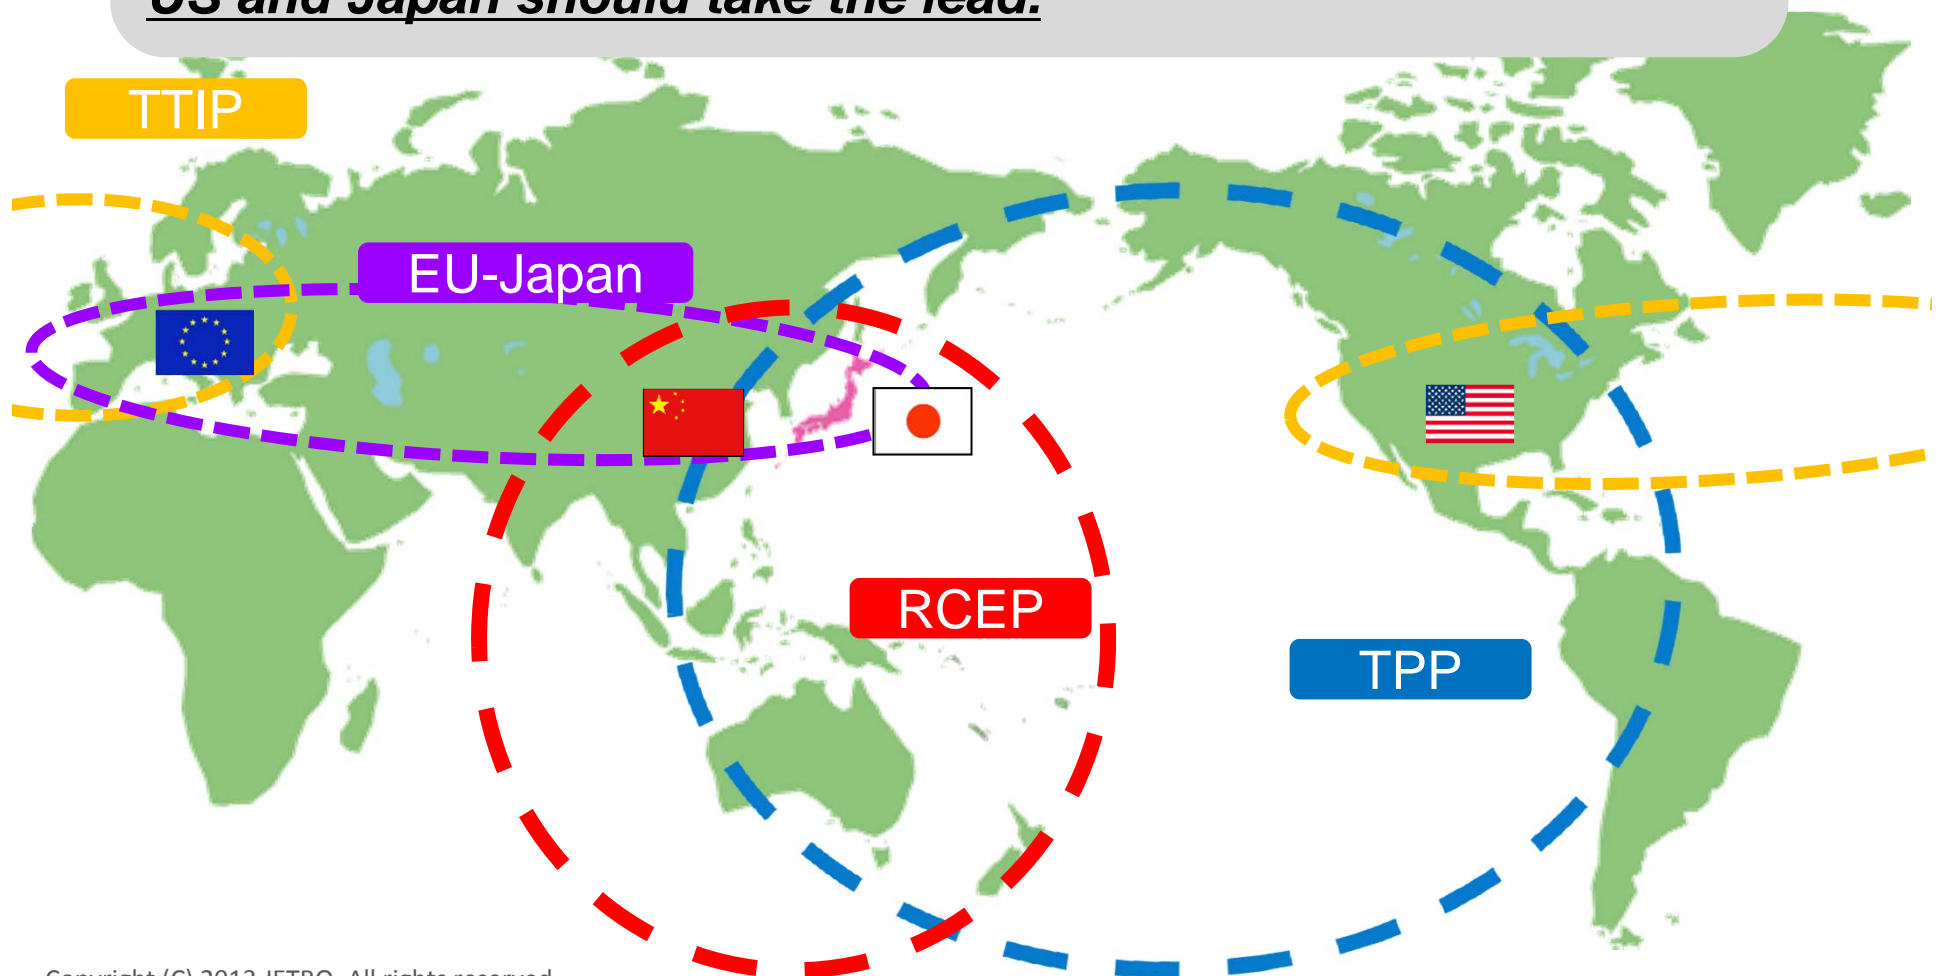 US and Japan should take the lead.
TTIP
EU-Japan
RCEP
TPP
Copyright (C) 2013 JETRO. All rights reserved